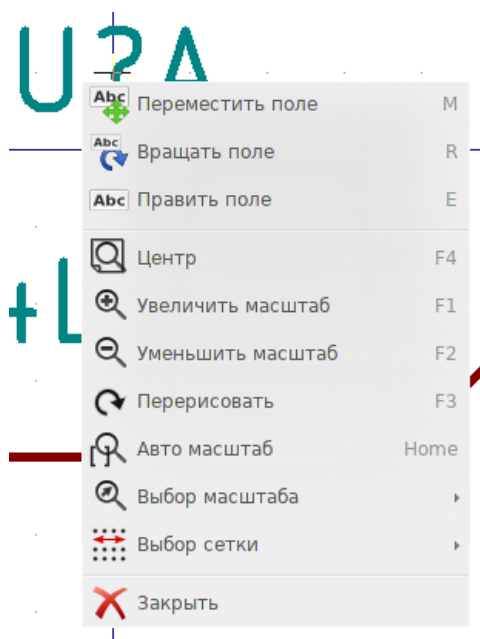 U?A
Abc Переместить поле M
Abc Вращать поле R
Abc Править поле E
Центр F4
+
Увеличить масштаб F1
Уменьшить масштаб F2
Перерисовать F3
Авто масштаб Home
Выбор масштаба
Выбор сетки
Закрыть